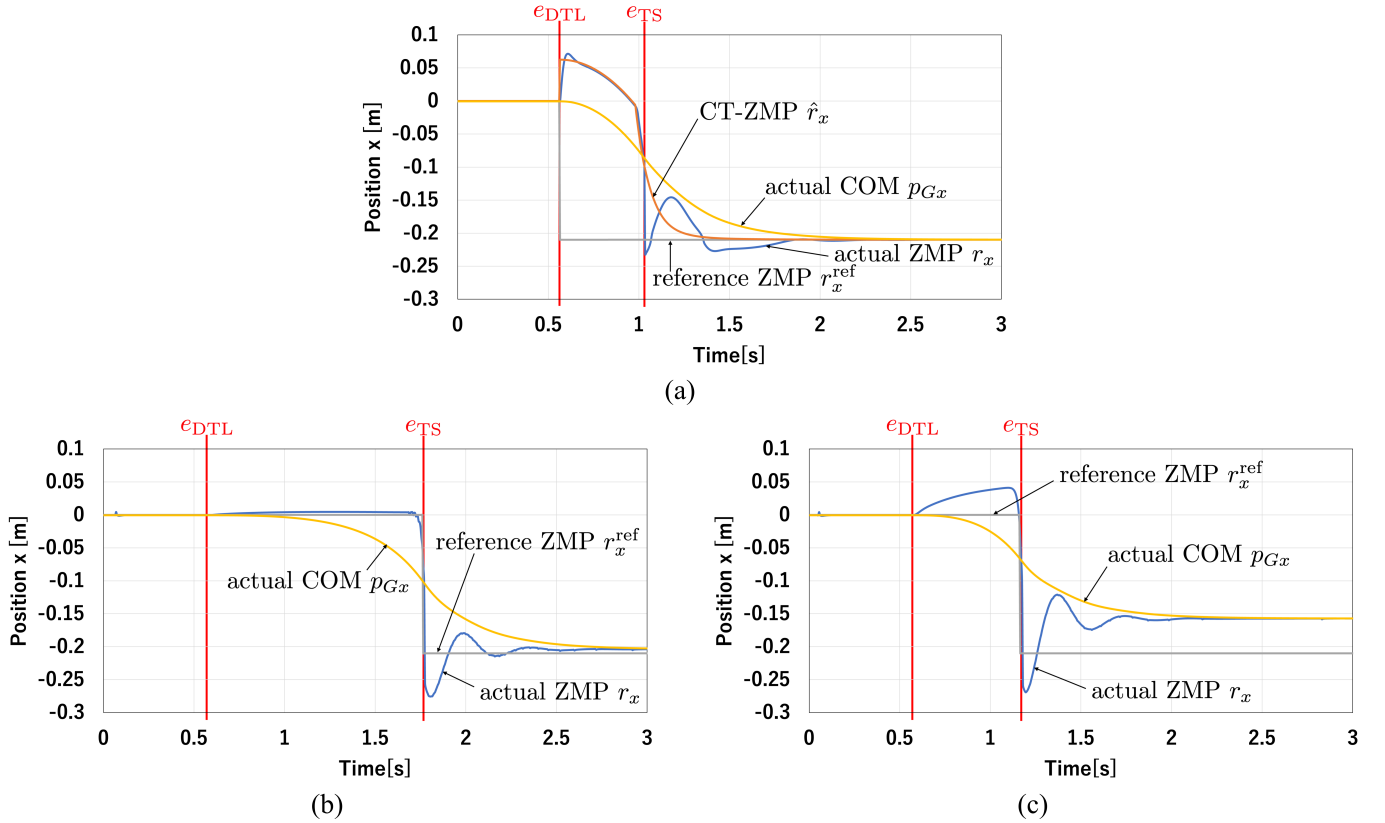 e_DTL e_TS
0.1
0.05
0
-0.05
-0.1
-0.15
-0.2
-0.25
-0.3
Position x [m]
CT-ZMP r̂_x
actual COM p_Gx
actual ZMP r_x
reference ZMP r_x^ref
0 0.5 1 1.5 2 2.5 3
Time[s]
(a)
e_DTL e_TS
0.1
0.05
0
-0.05
-0.1
-0.15
-0.2
-0.25
-0.3
Position x [m]
reference ZMP r_x^ref
actual COM p_Gx
actual ZMP r_x
0 0.5 1 1.5 2 2.5 3
Time[s]
(b)
e_DTL e_TS
0.1
0.05
0
-0.05
-0.1
-0.15
-0.2
-0.25
-0.3
Position x [m]
reference ZMP r_x^ref
actual COM p_Gx
actual ZMP r_x
0 0.5 1 1.5 2 2.5 3
Time[s]
(c)